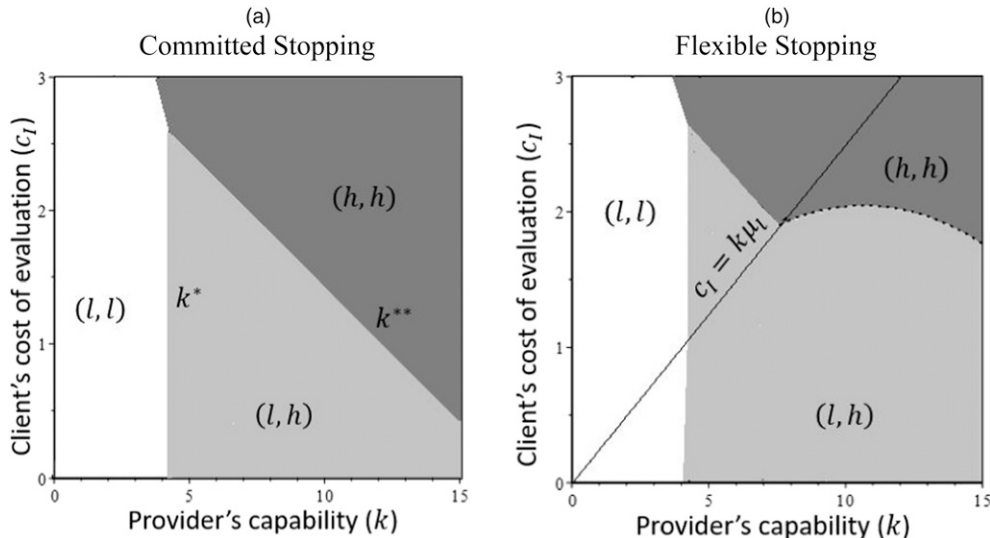 (a)
Committed Stopping
Client's cost of evaluation (c_I)
3
2
1
0
(h, h)
(l, l)
k*
k**
(l, h)
0
5
10
15
Provider's capability (k)
(b)
Flexible Stopping
Client's cost of evaluation (c_I)
3
2
1
0
(h, h)
(l, l)
c_I = kμ_I
(l, h)
0
5
10
15
Provider's capability (k)